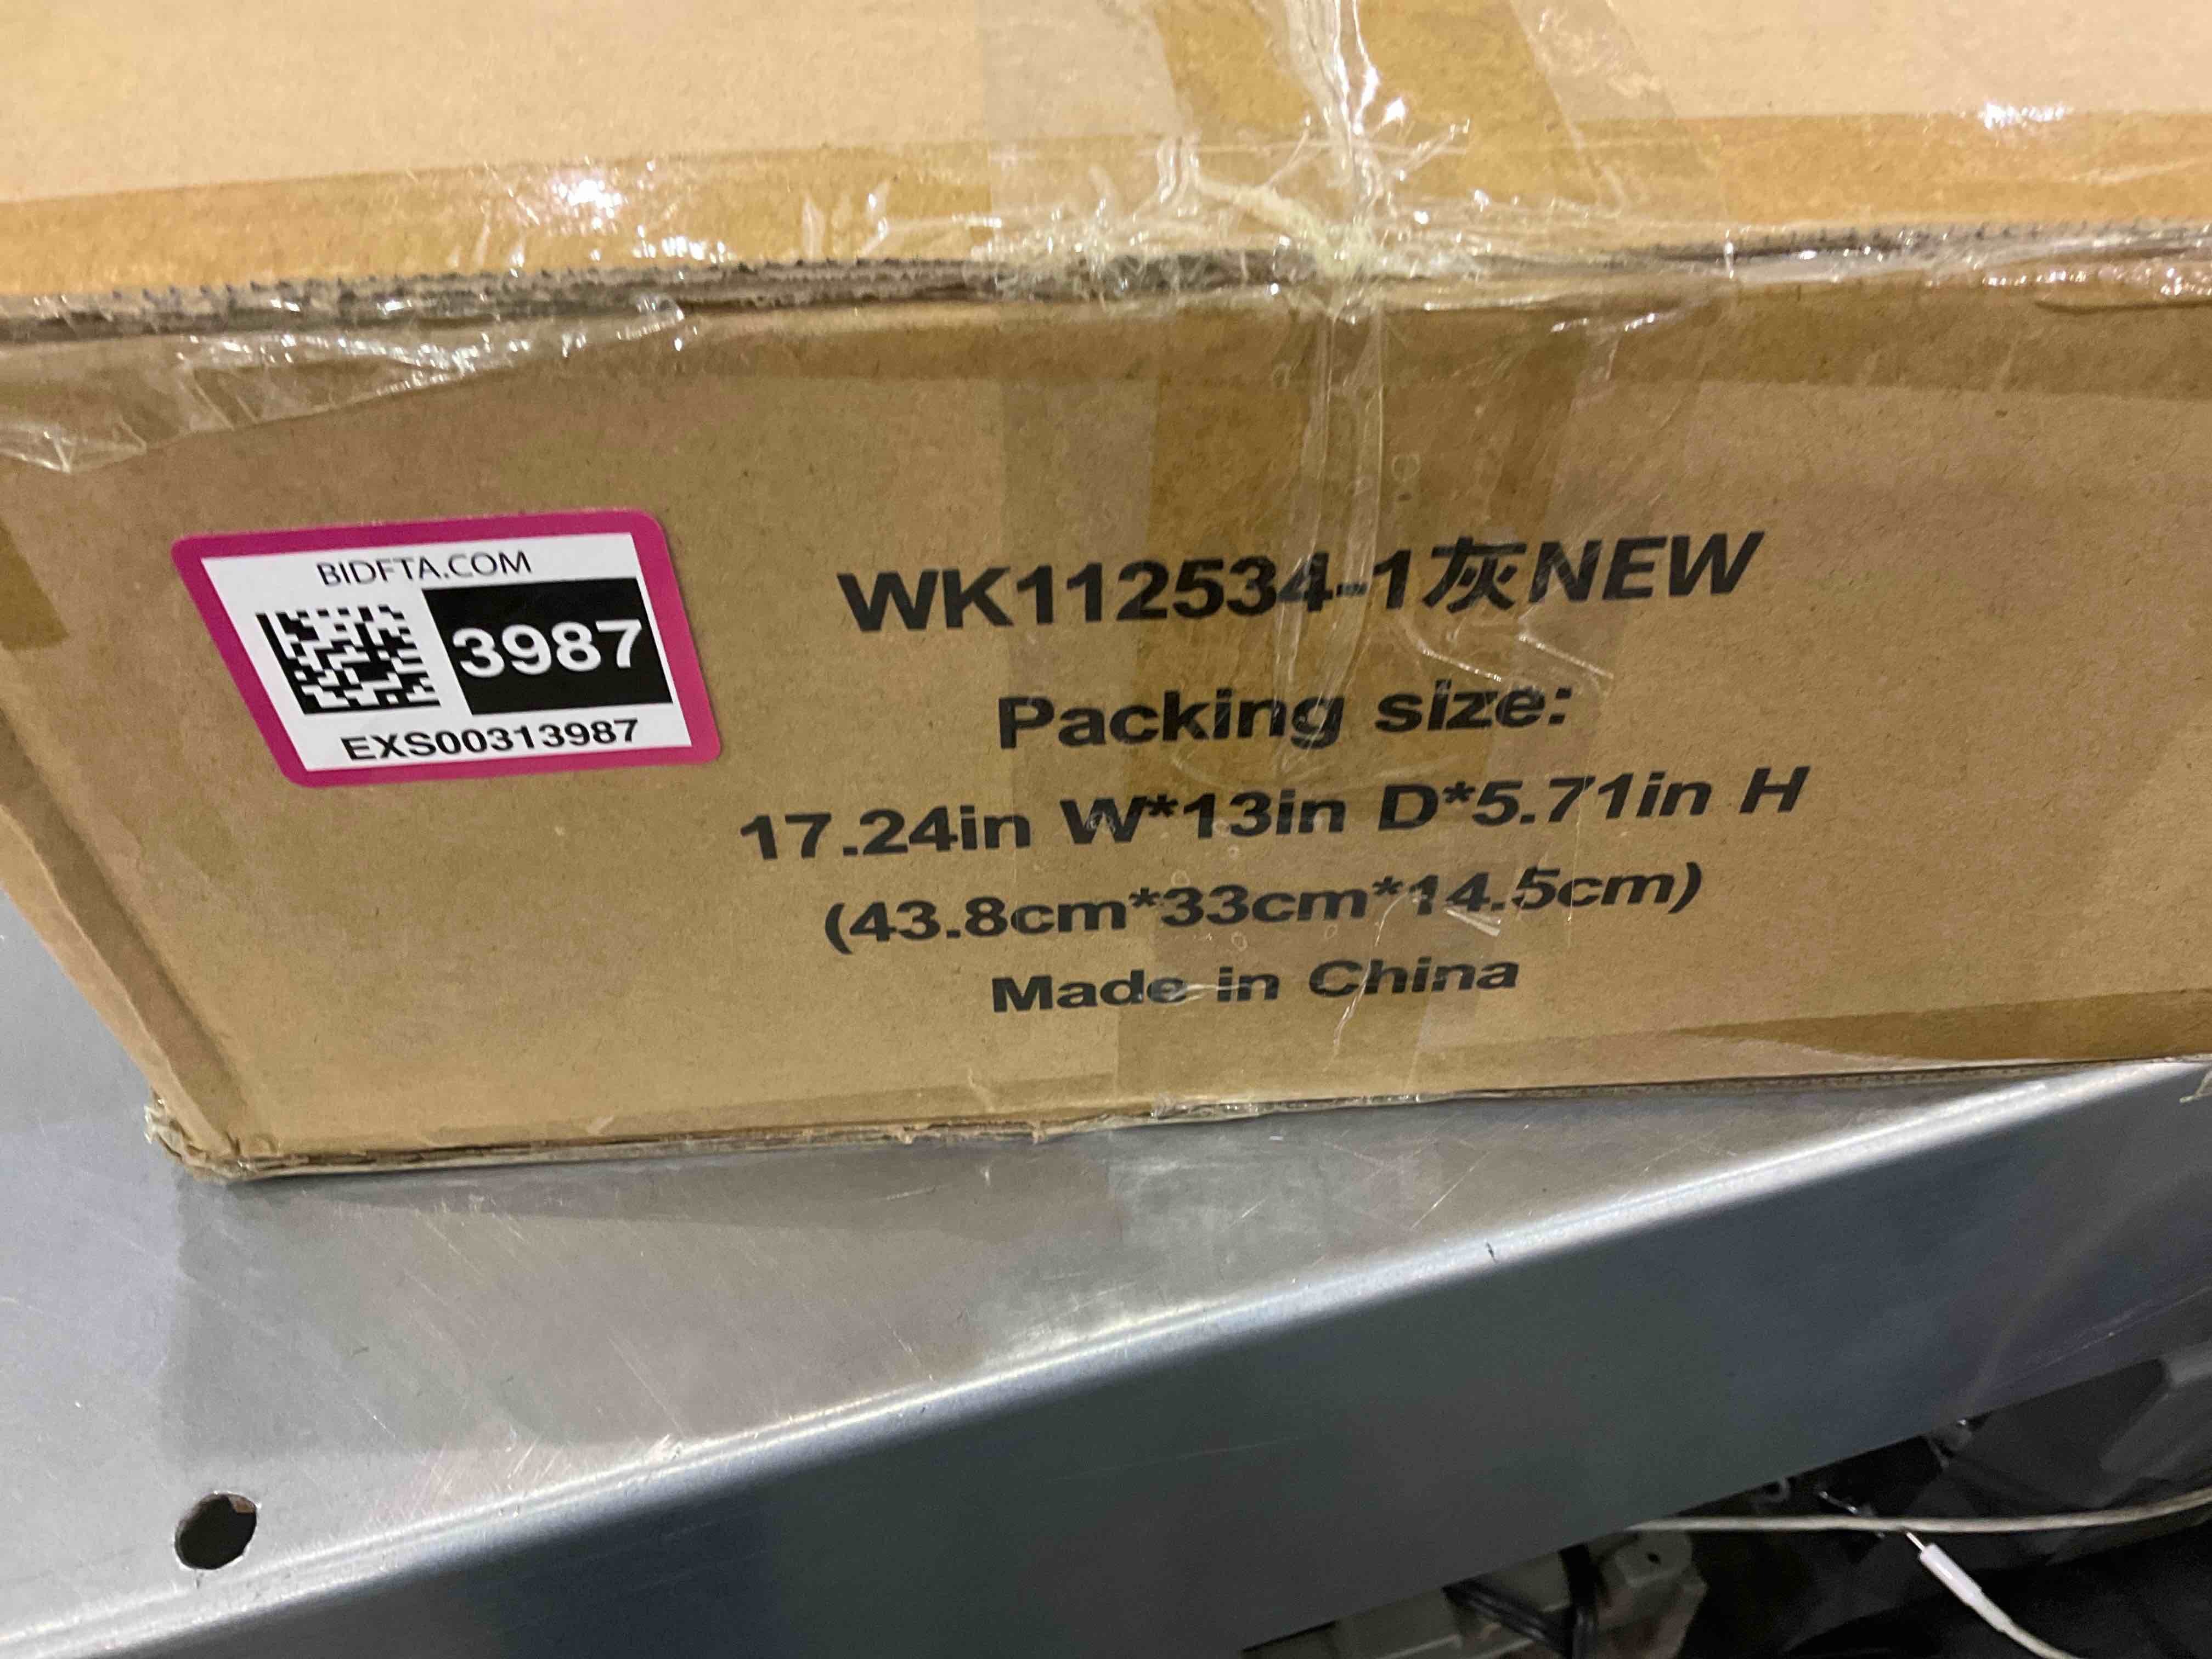 BIDFTA.COM
3987
EXS00313987
WK112534-1灰NEW
Packing size:
17.24in W*13in D*5.71in H
(43.8cm*33cm*14.5cm)
Made in China